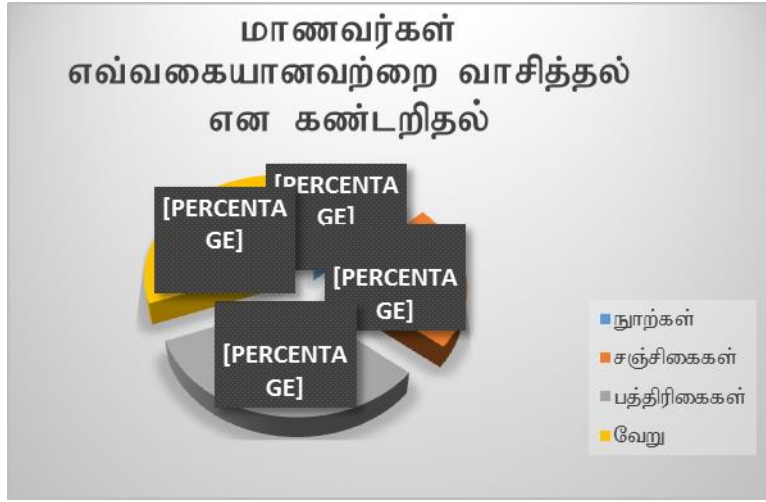 மாணவர்கள்
எவ்வகையானவற்றை வாசித்தல்
என கண்டறிதல்
[PERCENTA
GE]
[PERCENTA
GE]
[PERCENTA
GE]
[PERCENTA
GE]
நுாற்கள்
சஞ்சிகைகள்
பத்திரிகைகள்
வேறு